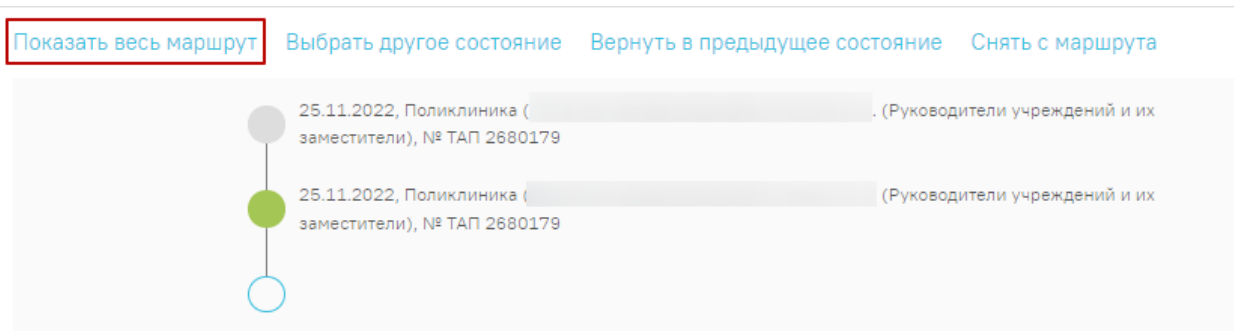 Показать весь маршрут Выбрать другое состояние Вернуть в предыдущее состояние Снять с маршрута
25.11.2022, Поликлиника ( . (Руководители учреждений и их
заместители), № ТАП 2680179
25.11.2022, Поликлиника ( (Руководители учреждений и их
заместители), № ТАП 2680179